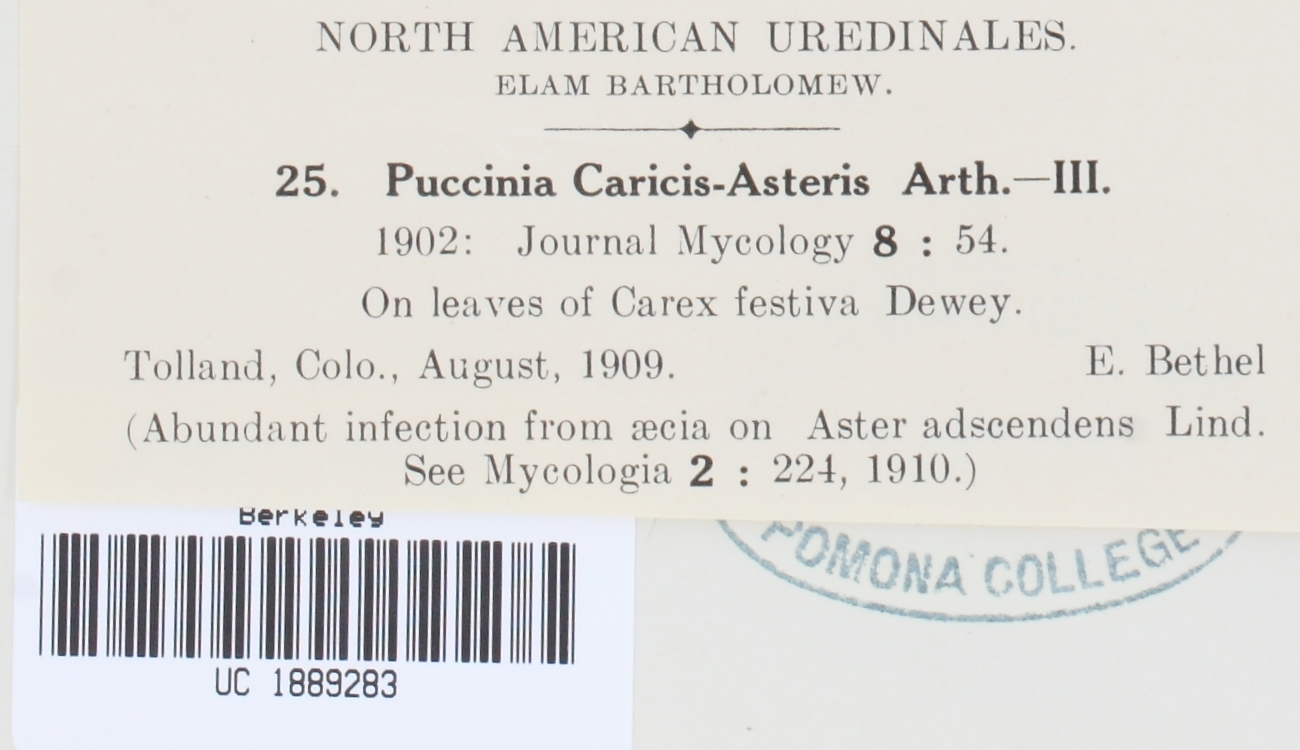 NORTH AMERICAN UREDINALES.
ELAM BARTHOLOMEW.
25. Puccinia Caricis-Asteris Arth.—III.
1902: Journal Mycology 8 : 54.
On leaves of Carex festiva Dewey.
Tolland, Colo., August, 1909. E. Bethel
(Abundant infection from æcia on Aster adscendens Lind.
See Mycologia 2 : 224, 1910.)
Berkeley
UC 1889283
POMONA COLLEGE